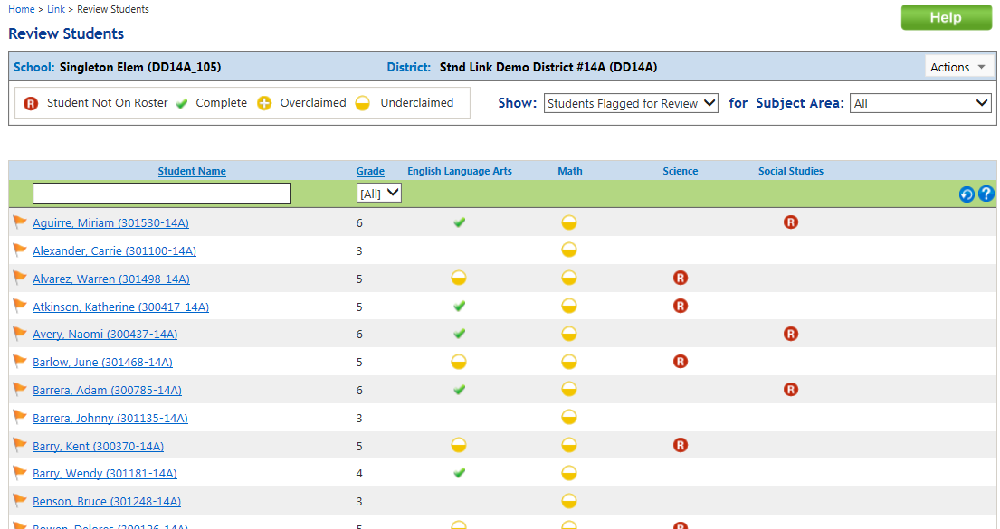 Home > Link > Review Students
Help
Review Students
School: Singleton Elem (DD14A_105) District: Stnd Link Demo District #14A (DD14A) Actions
R Student Not On Roster Complete Overclaimed Underclaimed Show: Students Flagged for Review for Subject Area: All
Student Name Grade English Language Arts Math Science Social Studies
[All] ?
Aguirre, Miriam (301530-14A) 6 R
Alexander, Carrie (301100-14A) 3
Alvarez, Warren (301498-14A) 5 R
Atkinson, Katherine (300417-14A) 5 R
Avery, Naomi (300437-14A) 6 R
Barlow, June (301468-14A) 5 R
Barrera, Adam (300785-14A) 6 R
Barrera, Johnny (301135-14A) 3
Barry, Kent (300370-14A) 5 R
Barry, Wendy (301181-14A) 4
Benson, Bruce (301248-14A) 3
Bowen, Delores 5 R